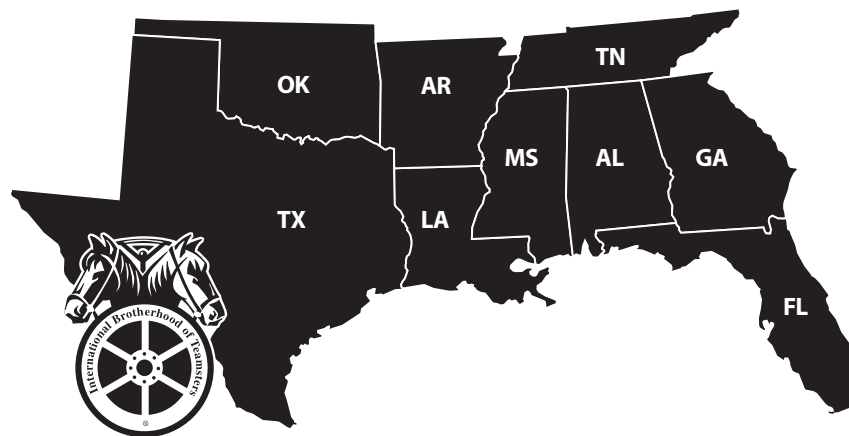 TN
OK
AR
MS
AL
GA
TX
LA
FL
International Brotherhood of Teamsters
®